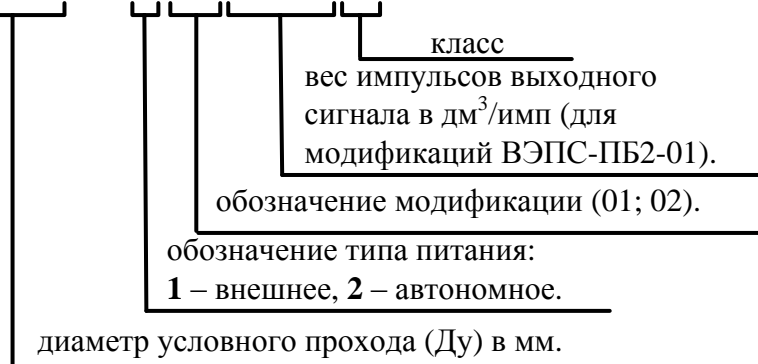 класс
вес импульсов выходного
сигнала в дм³/имп (для
модификаций ВЭПС-ПБ2-01).
обозначение модификации (01; 02).
обозначение типа питания:
1 – внешнее, 2 – автономное.
диаметр условного прохода (Ду) в мм.